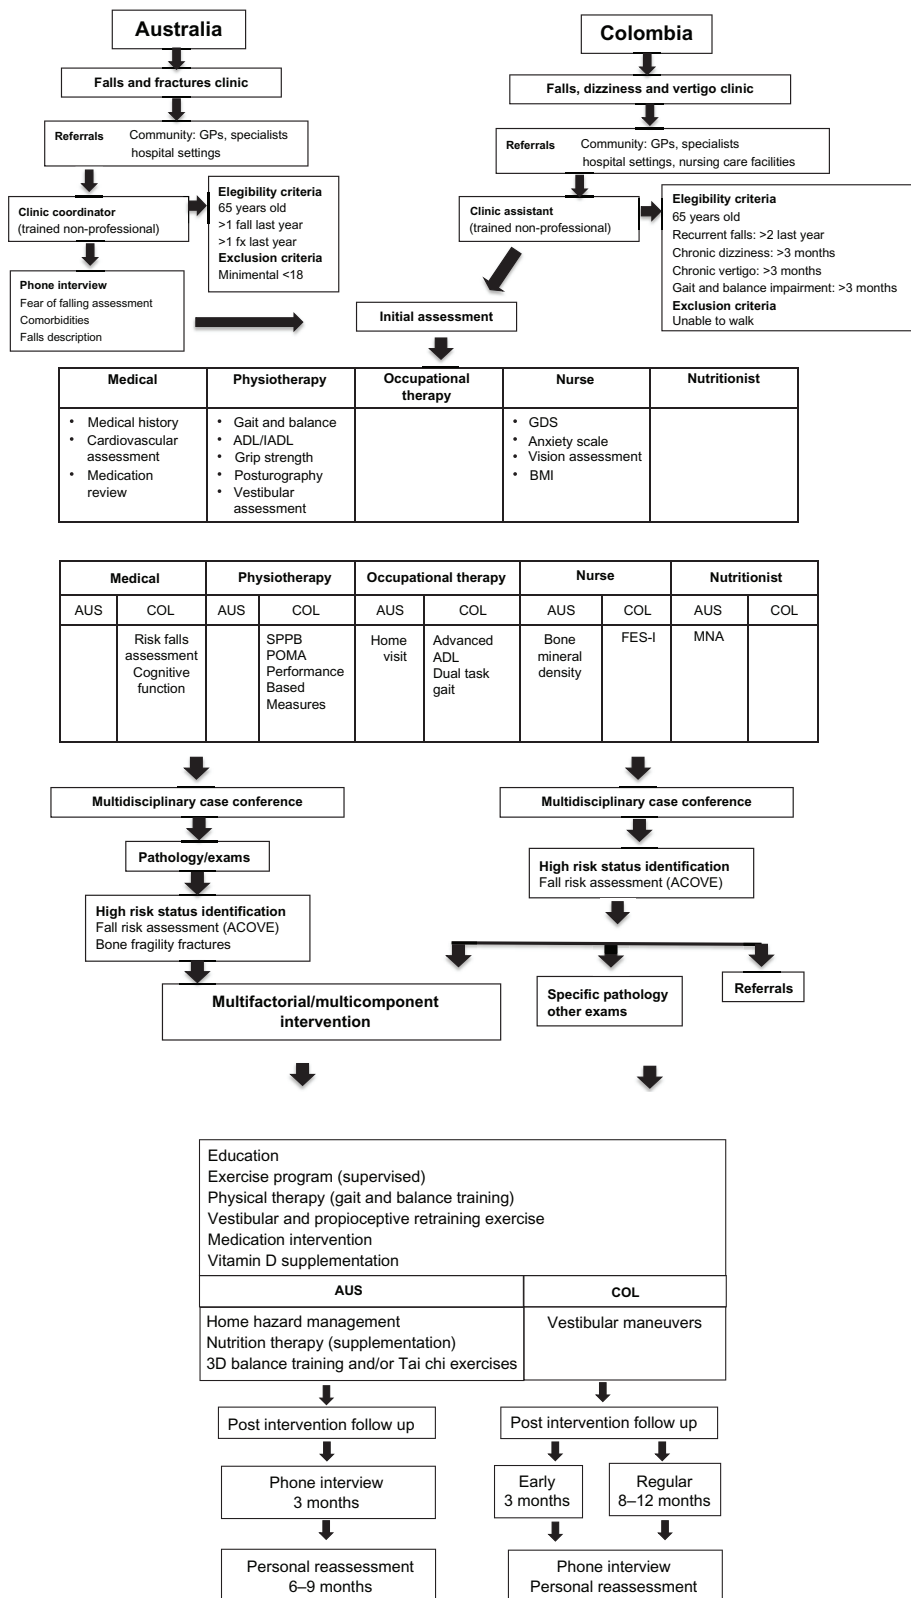 Australia
Falls and fractures clinic
Referrals Community: GPs, specialists
hospital settings
Clinic coordinator
(trained non-professional)
Elegibility criteria
65 years old
>1 fall last year
>1 fx last year
Exclusion criteria
Minimental <18
Phone interview
Fear of falling assessment
Comorbidities
Falls description
Colombia
Falls, dizziness and vertigo clinic
Referrals Community: GPs, specialists
hospital settings, nursing care facilities
Clinic assistant
(trained non-professional)
Elegibility criteria
65 years old
Recurrent falls: >2 last year
Chronic dizziness: >3 months
Chronic vertigo: >3 months
Gait and balance impairment: >3 months
Exclusion criteria
Unable to walk
Initial assessment
Medical Physiotherapy Occupational therapy Nurse Nutritionist
• Medical history
• Cardiovascular
assessment
• Medication
review
• Gait and balance
• ADL/IADL
• Grip strength
• Posturography
• Vestibular
assessment
• GDS
• Anxiety scale
• Vision assessment
• BMI
Medical Physiotherapy Occupational therapy Nurse Nutritionist
AUS COL AUS COL AUS COL AUS COL AUS COL
Risk falls
assessment
Cognitive
function
SPPB
POMA
Performance
Based
Measures
Home
visit
Advanced
ADL
Dual task
gait
Bone
mineral
density
FES-I
MNA
Multidisciplinary case conference
Pathology/exams
High risk status identification
Fall risk assessment (ACOVE)
Bone fragility fractures
Multidisciplinary case conference
High risk status identification
Fall risk assessment (ACOVE)
Multifactorial/multicomponent
intervention
Specific pathology
other exams
Referrals
Education
Exercise program (supervised)
Physical therapy (gait and balance training)
Vestibular and propioceptive retraining exercise
Medication intervention
Vitamin D supplementation
AUS COL
Home hazard management
Nutrition therapy (supplementation)
3D balance training and/or Tai chi exercises
Vestibular maneuvers
Post intervention follow up
Phone interview
3 months
Personal reassessment
6–9 months
Post intervention follow up
Early
3 months
Regular
8–12 months
Phone interview
Personal reassessment